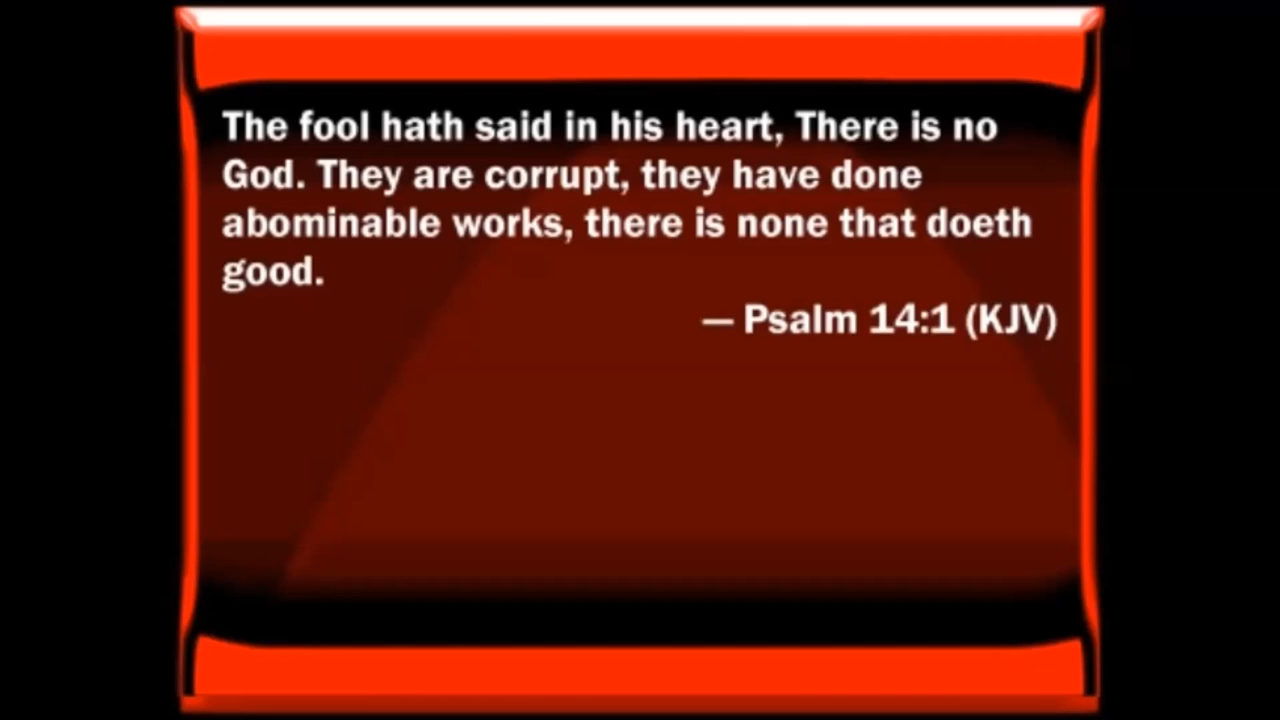 The fool hath said in his heart, There is no
God. They are corrupt, they have done
abominable works, there is none that doeth
good.
— Psalm 14:1 (KJV)